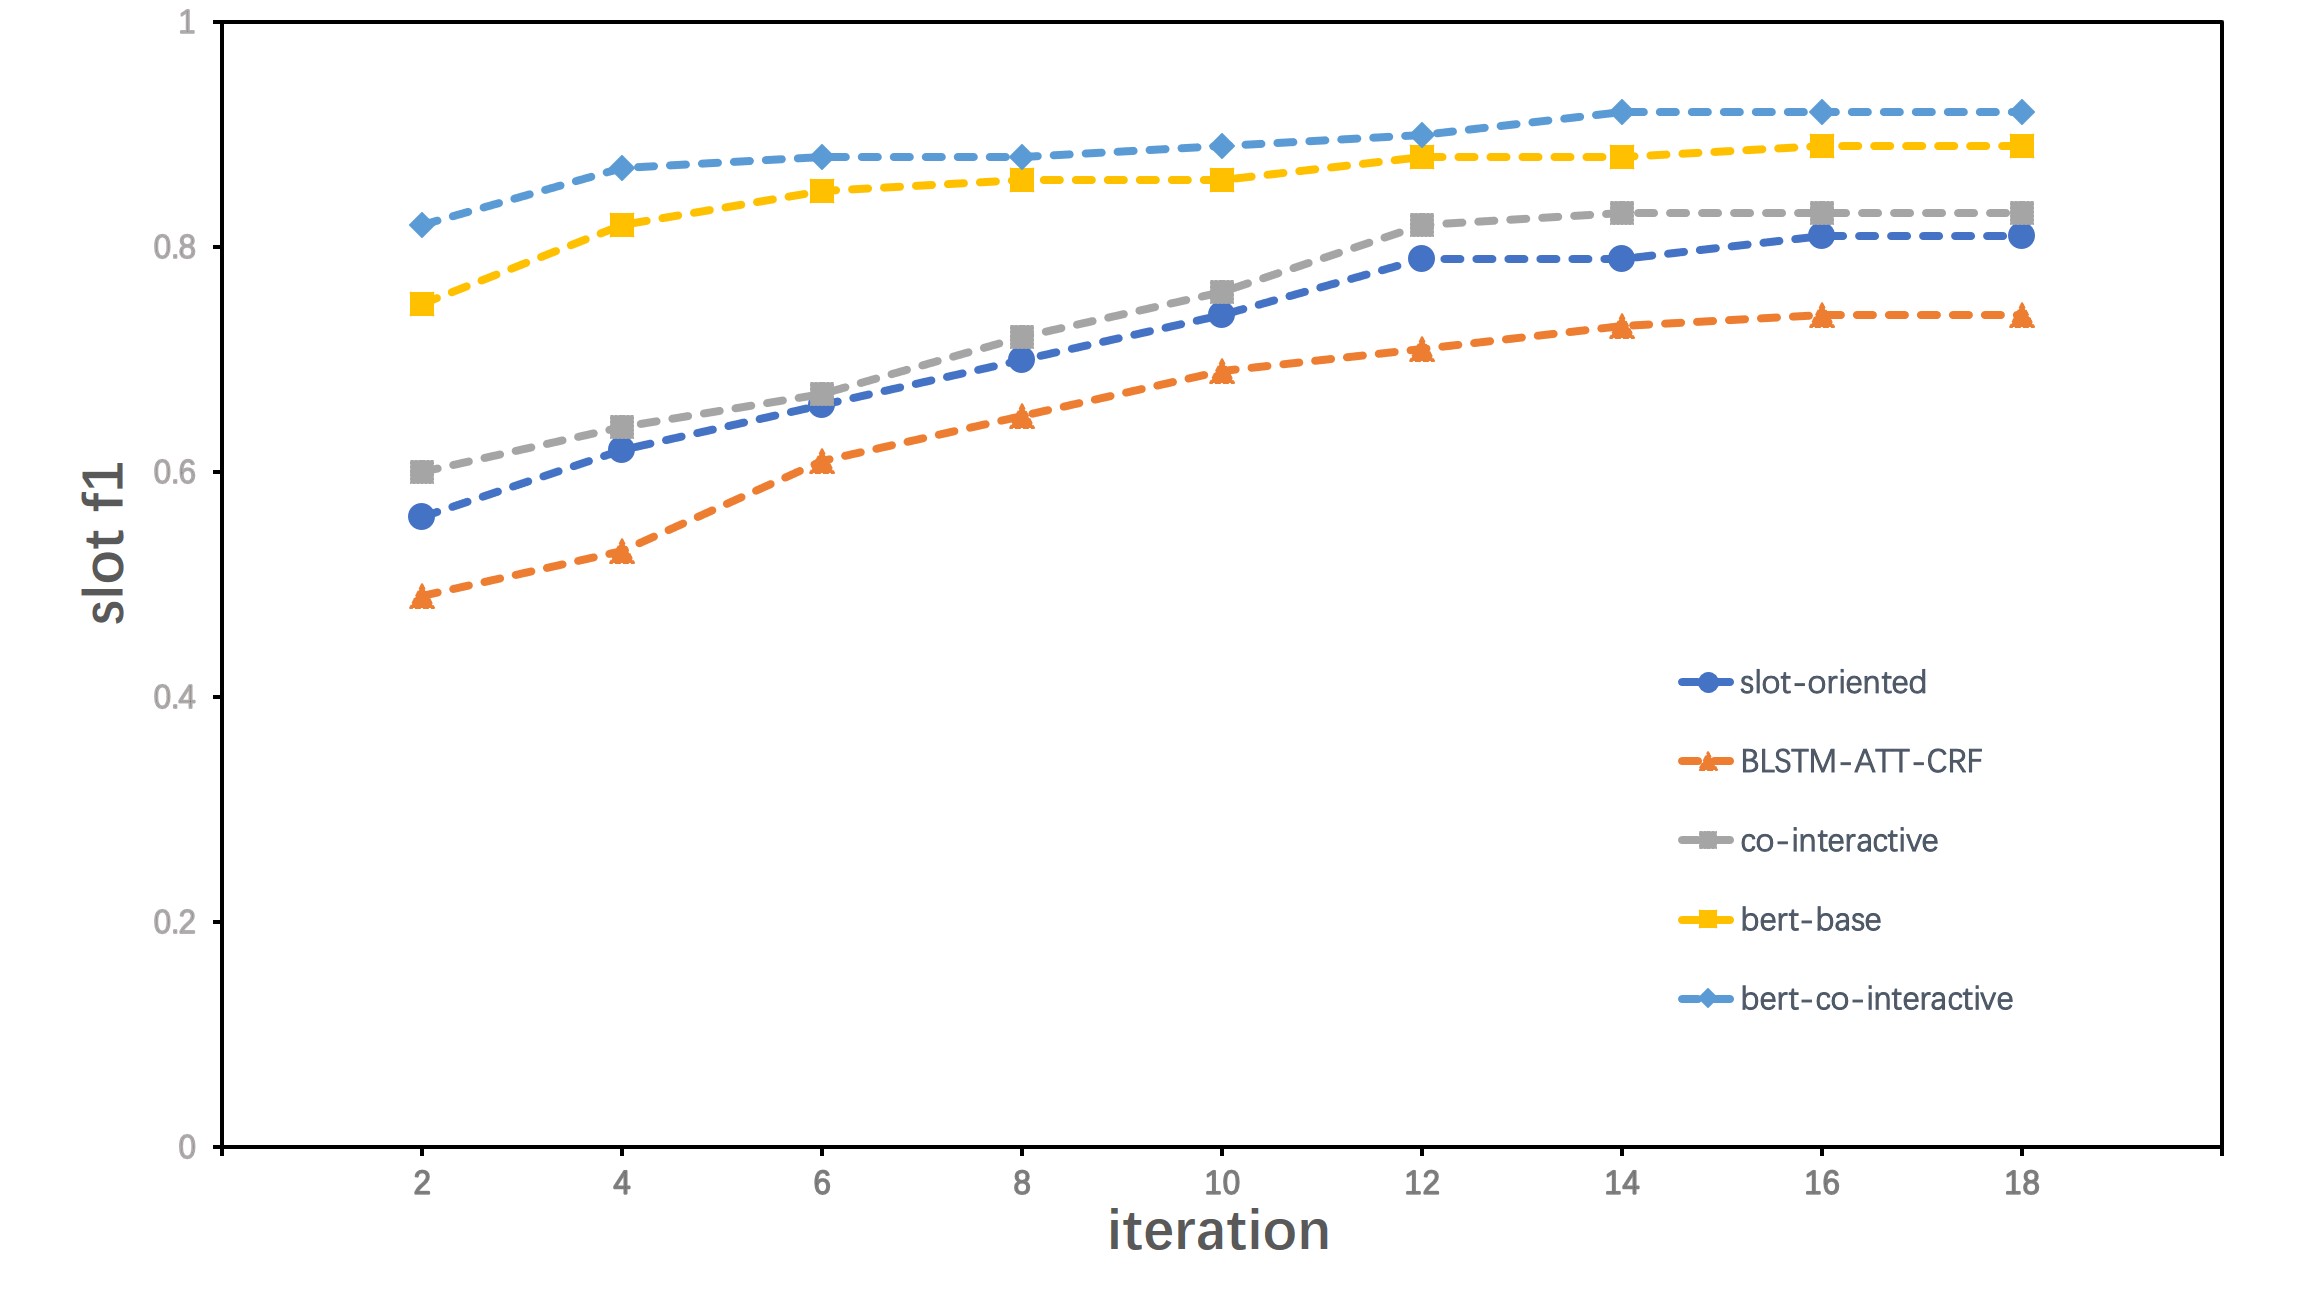 1
0.8
0.6
0.4
0.2
0
slot f1
2 4 6 8 10 12 14 16 18
iteration
slot-oriented
BLSTM-ATT-CRF
co-interactive
bert-base
bert-co-interactive